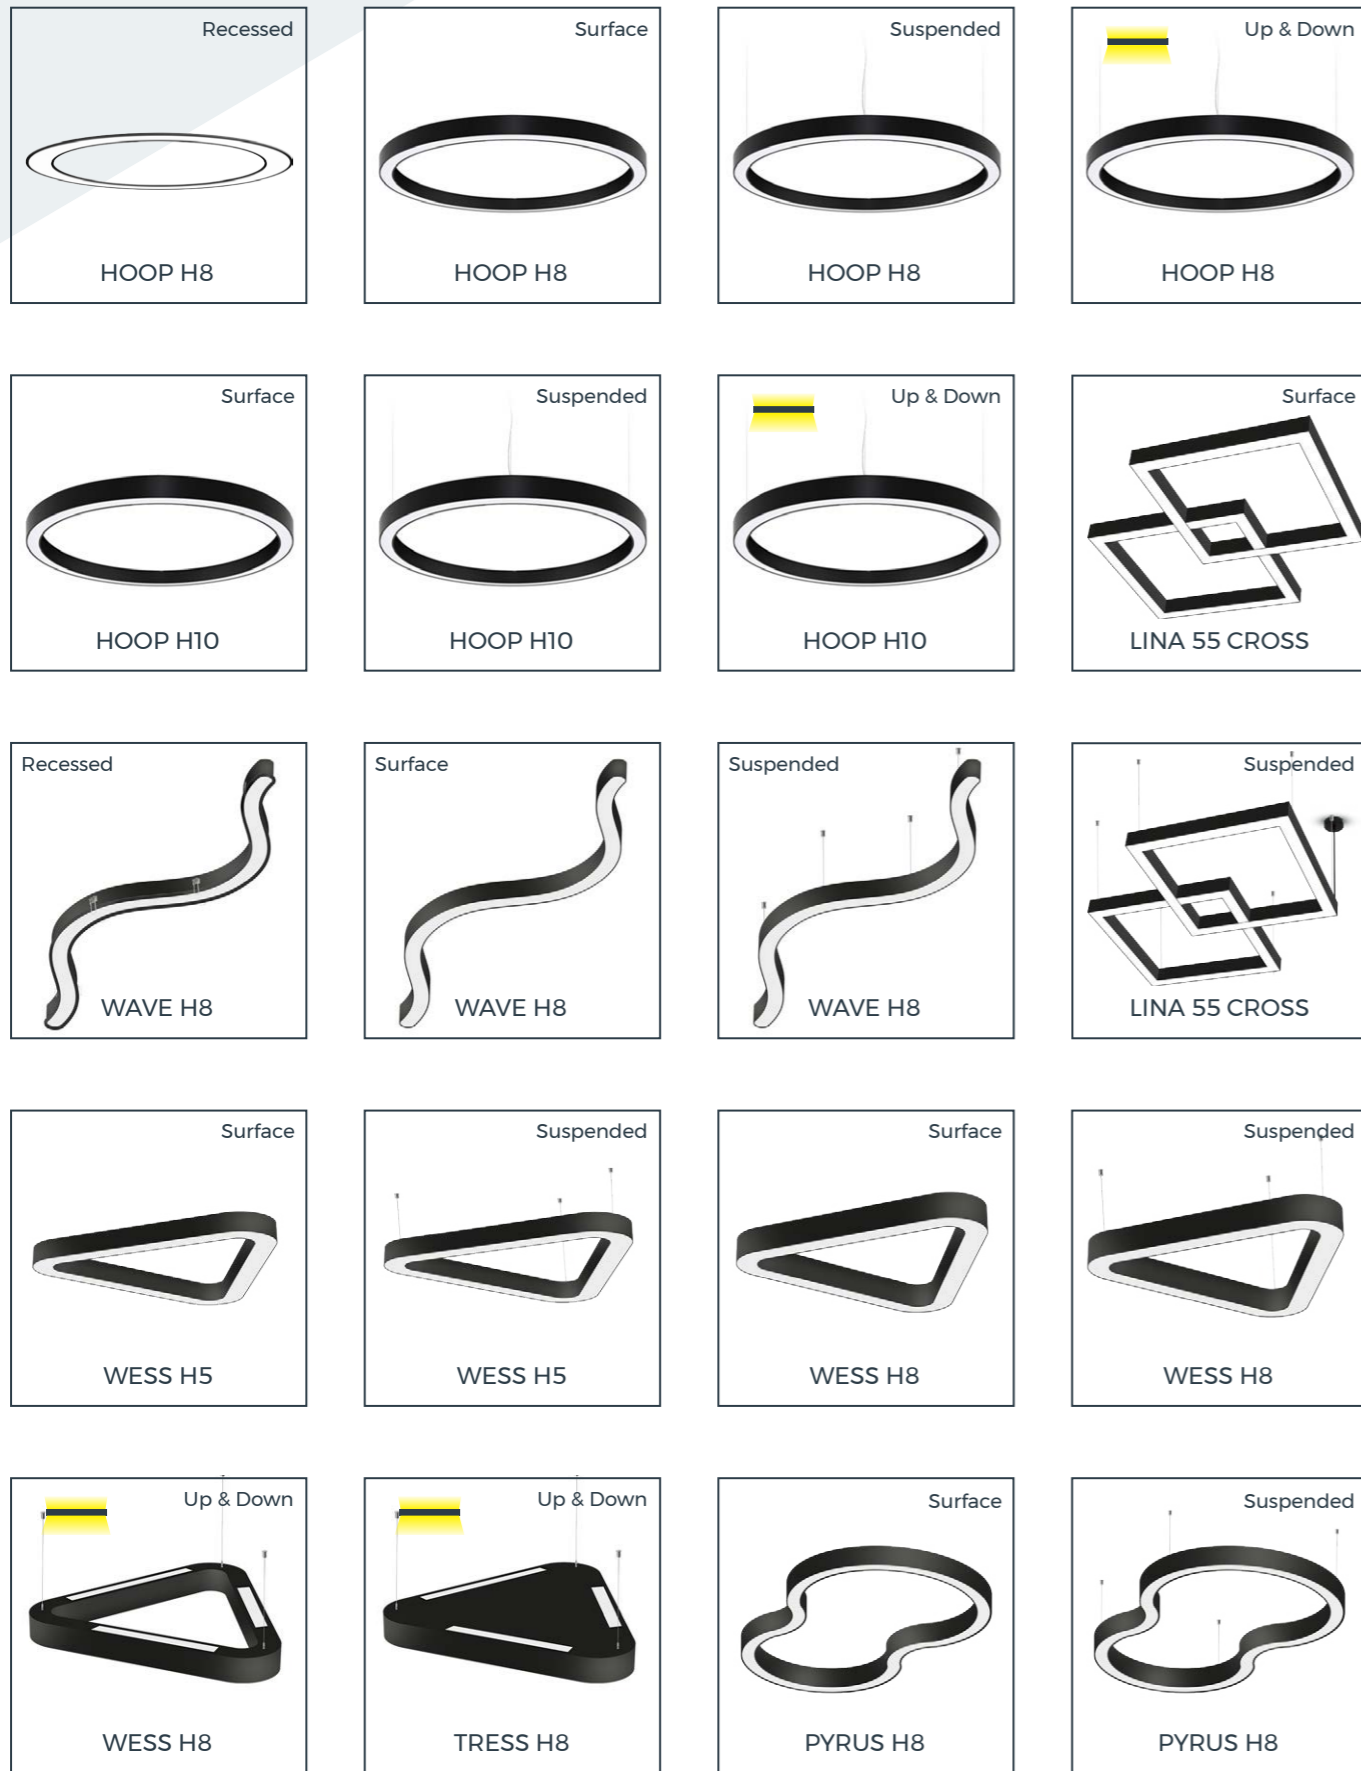 Recessed
HOOP H8
Surface
HOOP H8
Suspended
HOOP H8
Up & Down
HOOP H8
Surface
HOOP H10
Suspended
HOOP H10
Up & Down
HOOP H10
Surface
LINA 55 CROSS
Recessed
WAVE H8
Surface
WAVE H8
Suspended
WAVE H8
Suspended
LINA 55 CROSS
Surface
WESS H5
Suspended
WESS H5
Surface
WESS H8
Suspended
WESS H8
Up & Down
WESS H8
Up & Down
TRESS H8
Surface
PYRUS H8
Suspended
PYRUS H8